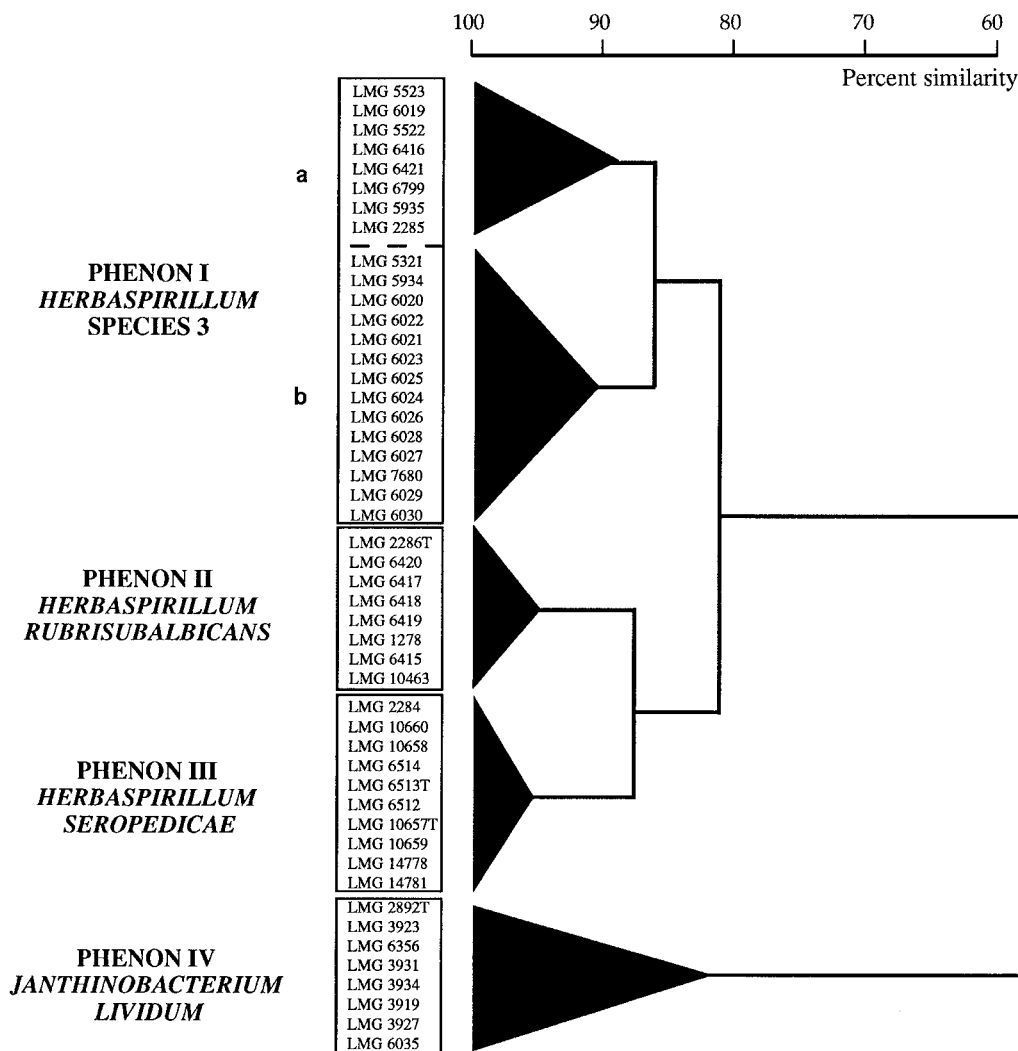 100 90 80 70 60
Percent similarity
a
PHENON I
HERBASPIRILLUM
SPECIES 3
b
LMG 5523
LMG 6019
LMG 5522
LMG 6416
LMG 6421
LMG 6799
LMG 5935
LMG 2285
LMG 5321
LMG 5934
LMG 6020
LMG 6022
LMG 6021
LMG 6023
LMG 6025
LMG 6024
LMG 6026
LMG 6028
LMG 6027
LMG 7680
LMG 6029
LMG 6030
PHENON II
HERBASPIRILLUM
RUBRISUBALBICANS
LMG 2286T
LMG 6420
LMG 6417
LMG 6418
LMG 6419
LMG 1278
LMG 6415
LMG 10463
PHENON III
HERBASPIRILLUM
SEROPEDICAE
LMG 2284
LMG 10660
LMG 10658
LMG 6514
LMG 6513T
LMG 6512
LMG 10657T
LMG 10659
LMG 14778
LMG 14781
PHENON IV
JANTHINOBACTERIUM
LIVIDUM
LMG 2892T
LMG 3923
LMG 6356
LMG 3931
LMG 3934
LMG 3919
LMG 3927
LMG 6035